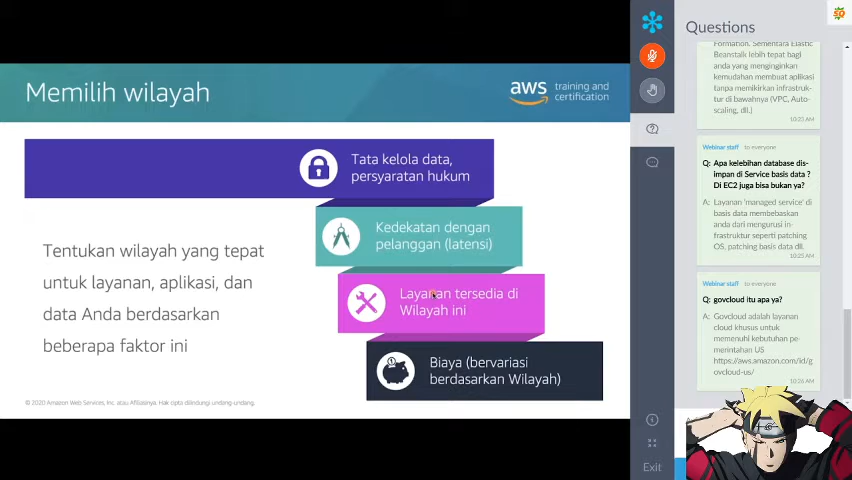 Memilih wilayah
aws
training and
certification
Tata kelola data,
persyaratan hukum
Kedekatan dengan
pelanggan (latensi)
Layanan tersedia di
Wilayah ini
Biaya (bervariasi
berdasarkan Wilayah)
Tentukan wilayah yang tepat
untuk layanan, aplikasi, dan
data Anda berdasarkan
beberapa faktor ini
© 2020 Amazon Web Services, Inc. atau Afiliasinya. Hak cipta dilindungi undang-undang.
Exit
Questions
Formation. Sementara Elastic
Beanstalk lebih tepat bagi
anda yang menginginkan
kemudahan membuat aplikasi
tanpa memikirkan infrastruk-
tur di bawahnya (VPC, Auto-
scaling, dll.)
10:25 AM
Webinar staff to everyone
Q: Apa kelebihan database dis-
impan di Service basis data ?
Di EC2 juga bisa bukan ya?
A: Layanan 'managed service' di
basis data membebaskan
anda dari mengurusi in-
frastruktur seperti patching
OS, patching basis data dll.
10:25 AM
Webinar staff to everyone
Q: govcloud itu apa ya?
A: Govcloud adalah layanan
cloud khusus untuk
memenuhi kebutuhan pe-
merintahan US
https://aws.amazon.com/id/g
ovcloud-us/
10:26 AM